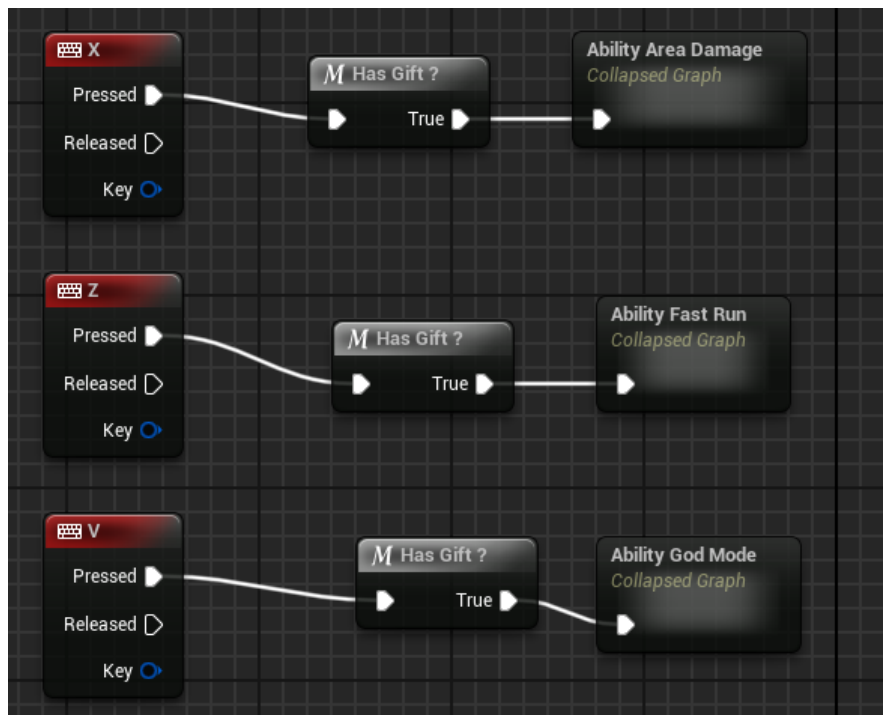 X
Pressed
Released
Key
M Has Gift ?
True
Ability Area Damage
Collapsed Graph
Z
Pressed
Released
Key
M Has Gift ?
True
Ability Fast Run
Collapsed Graph
V
Pressed
Released
Key
M Has Gift ?
True
Ability God Mode
Collapsed Graph